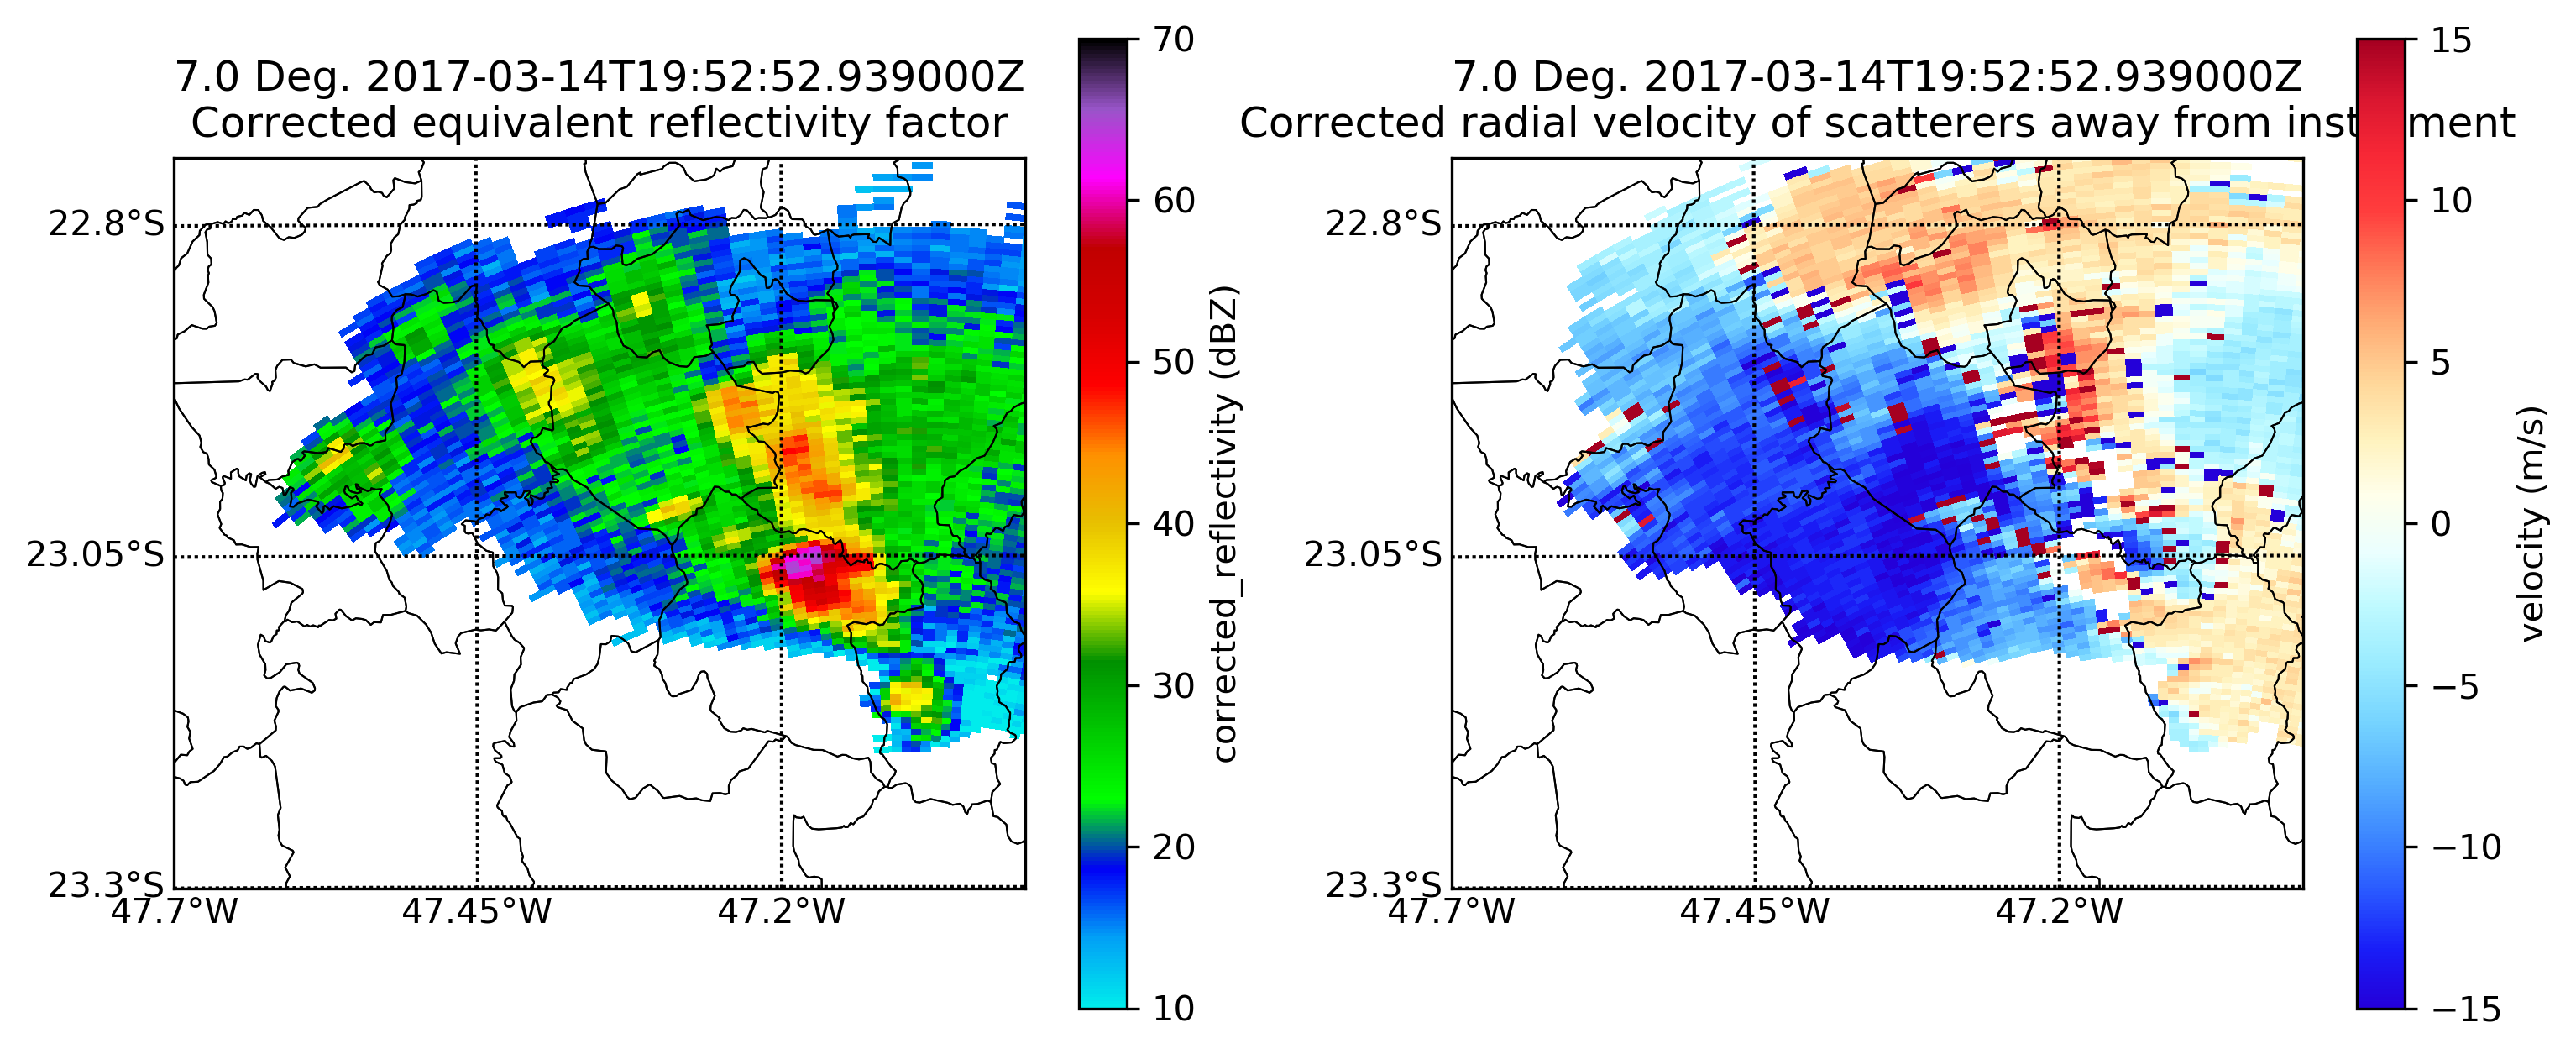 7.0 Deg. 2017-03-14T19:52:52.939000Z
Corrected equivalent reflectivity factor
22.8°S
23.05°S
23.3°S
47.7°W
47.45°W
47.2°W
70
60
50
40
30
20
10
corrected_reflectivity (dBZ)
7.0 Deg. 2017-03-14T19:52:52.939000Z
Corrected radial velocity of scatterers away from inst ment
22.8°S
23.05°S
23.3°S
47.7°W
47.45°W
47.2°W
15
10
5
0
−5
−10
−15
velocity (m/s)